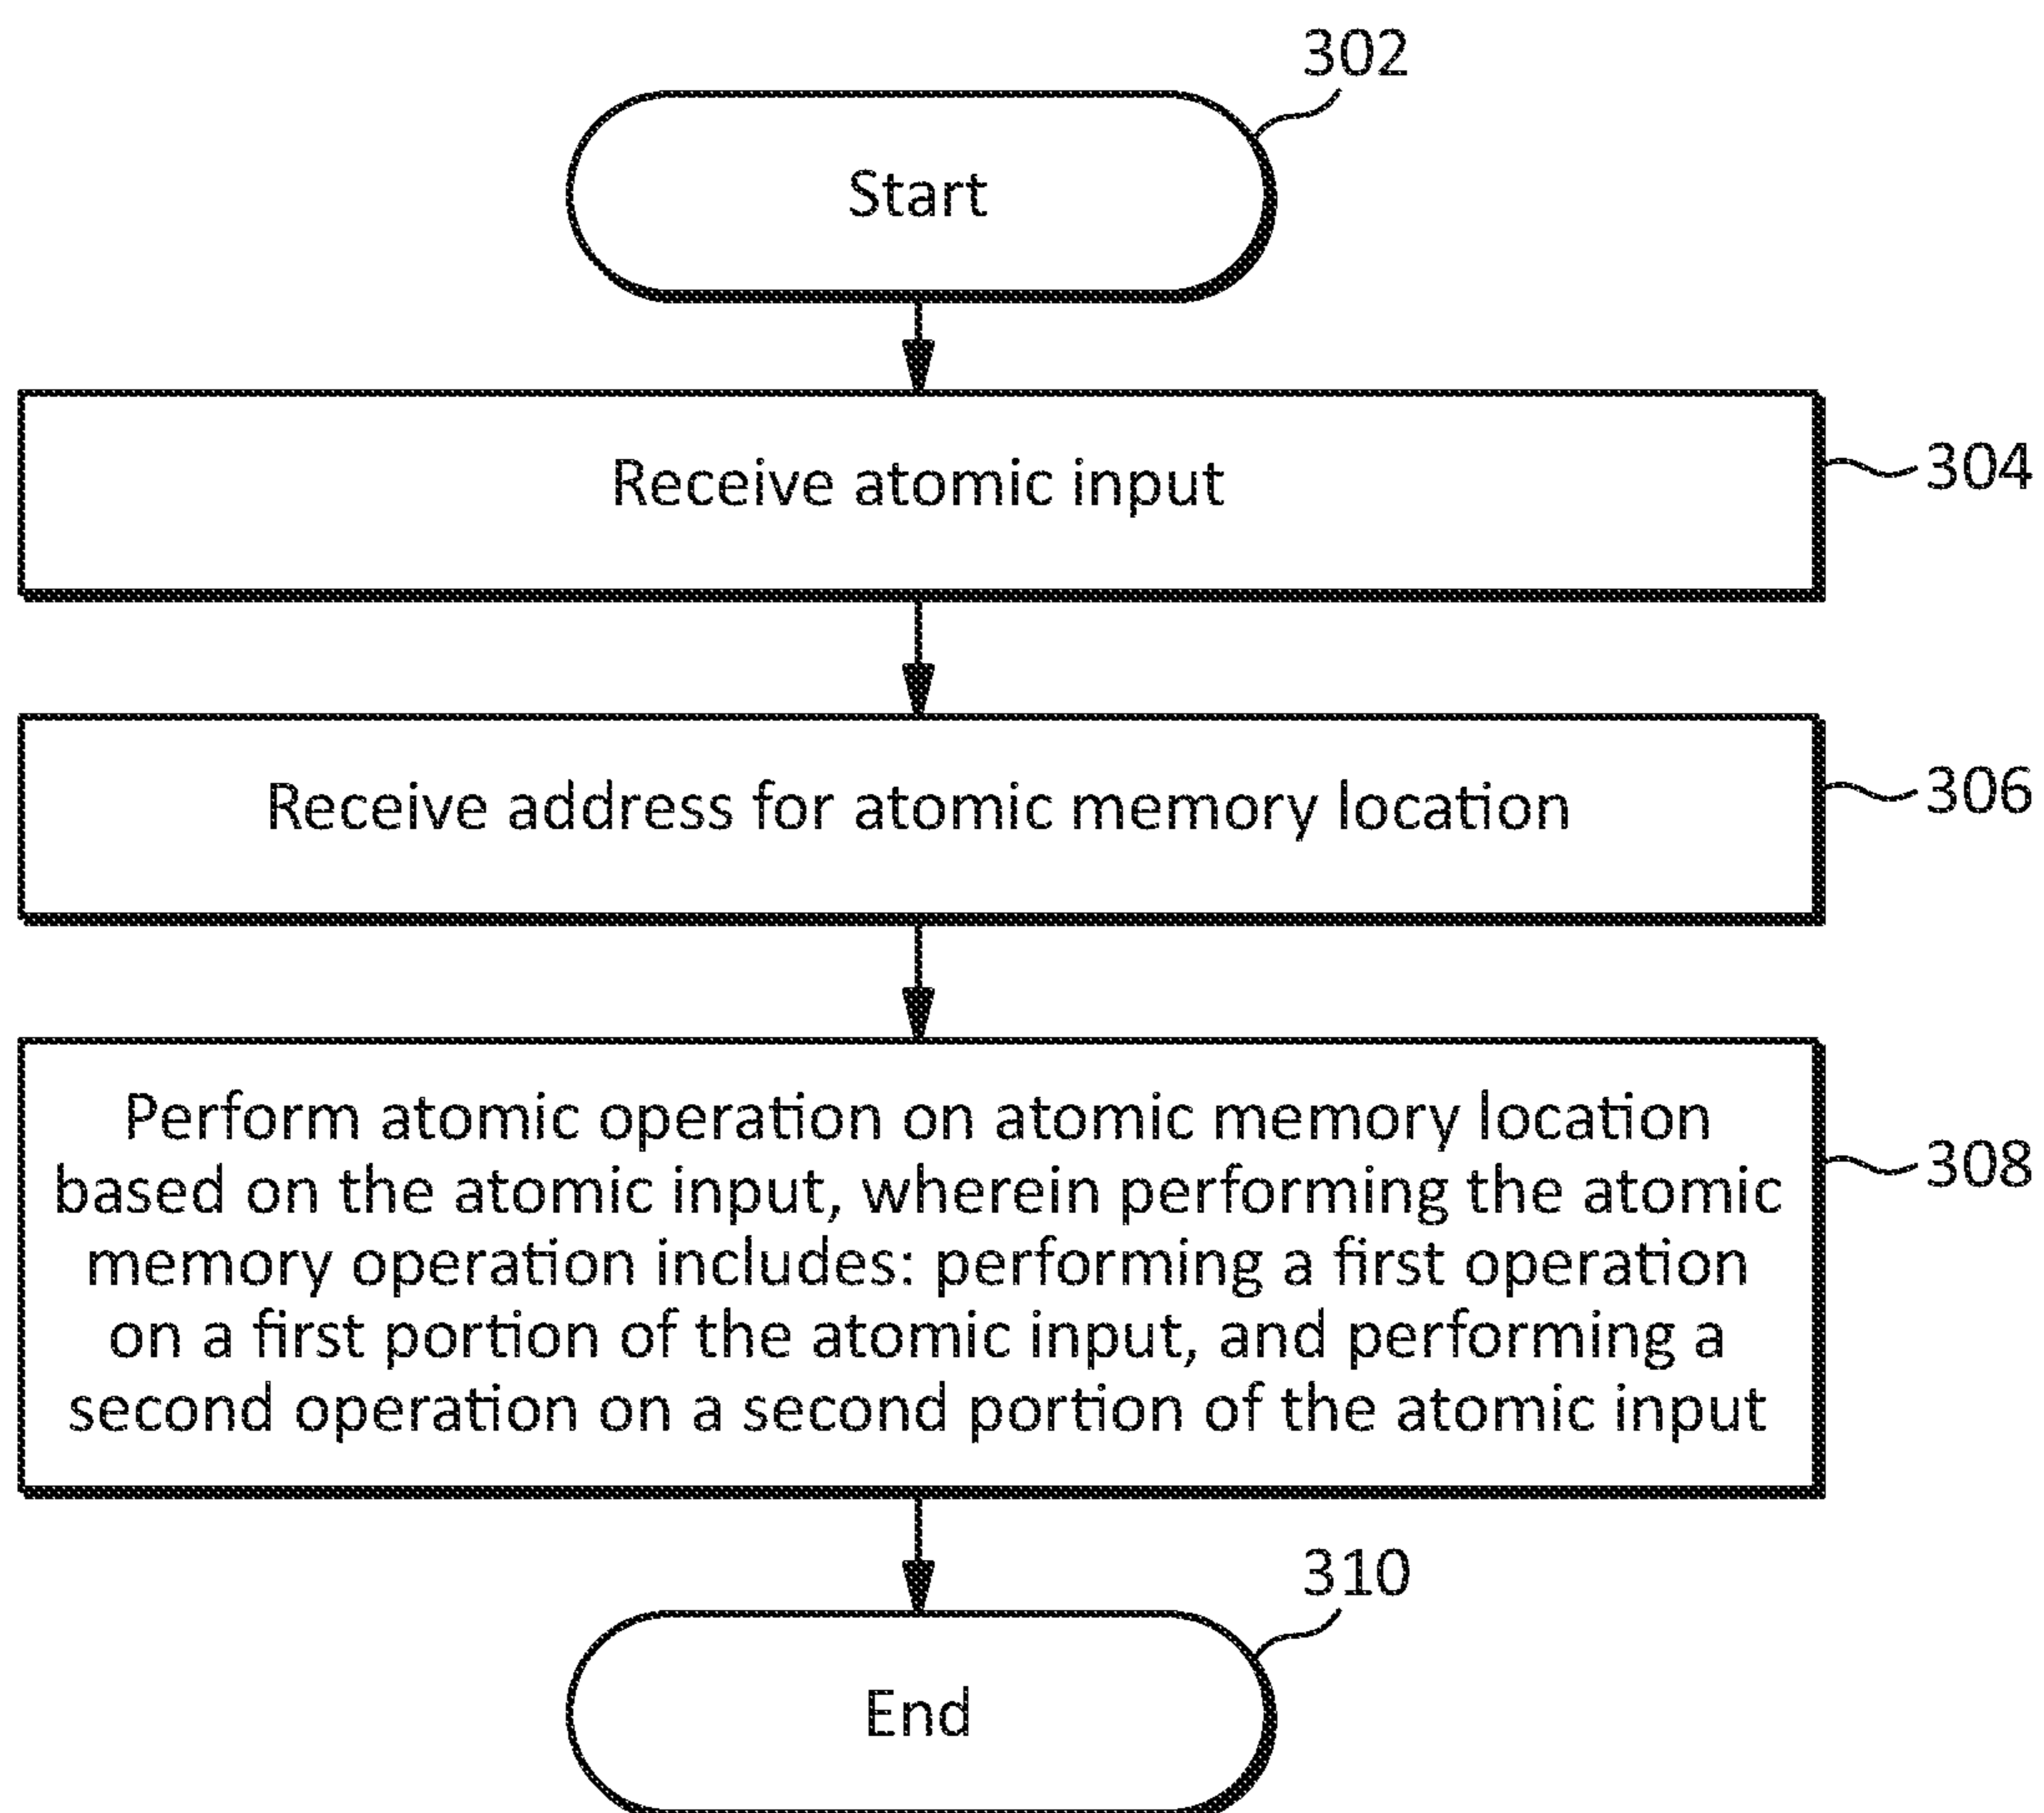 302
Start
Receive atomic input
304
Receive address for atomic memory location
306
Perform atomic operation on atomic memory location
based on the atomic input, wherein performing the atomic
memory operation includes: performing a first operation
on a first portion of the atomic input, and performing a
second operation on a second portion of the atomic input
308
310
End